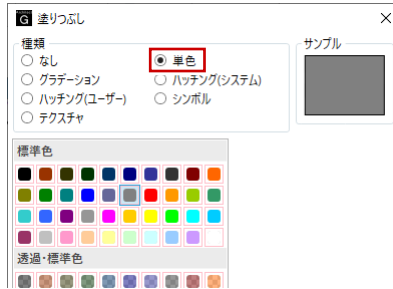 G 塗りつぶし
種類
サンプル
なし
単色
グラデーション
ハッチング(システム)
ハッチング(ユーザー)
シンボル
テクスチャ
標準色
透過・標準色